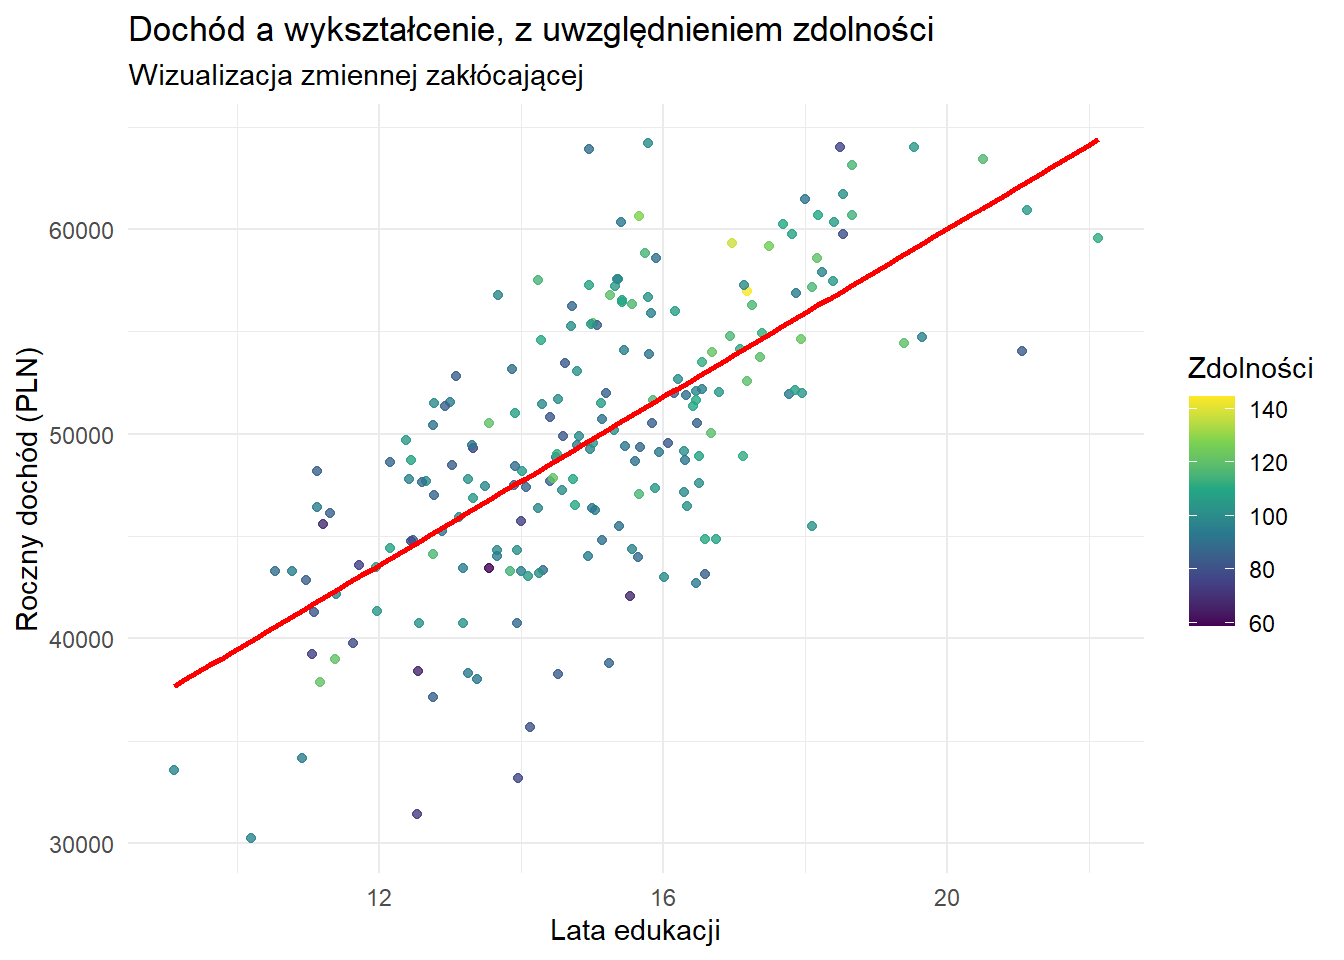 Dochód a wykształcenie, z uwzględnieniem zdolności
Wizualizacja zmiennej zakłócającej
Roczny dochód (PLN)
60000
50000
40000
30000
12
16
20
Lata edukacji
Zdolności
140
120
100
80
60